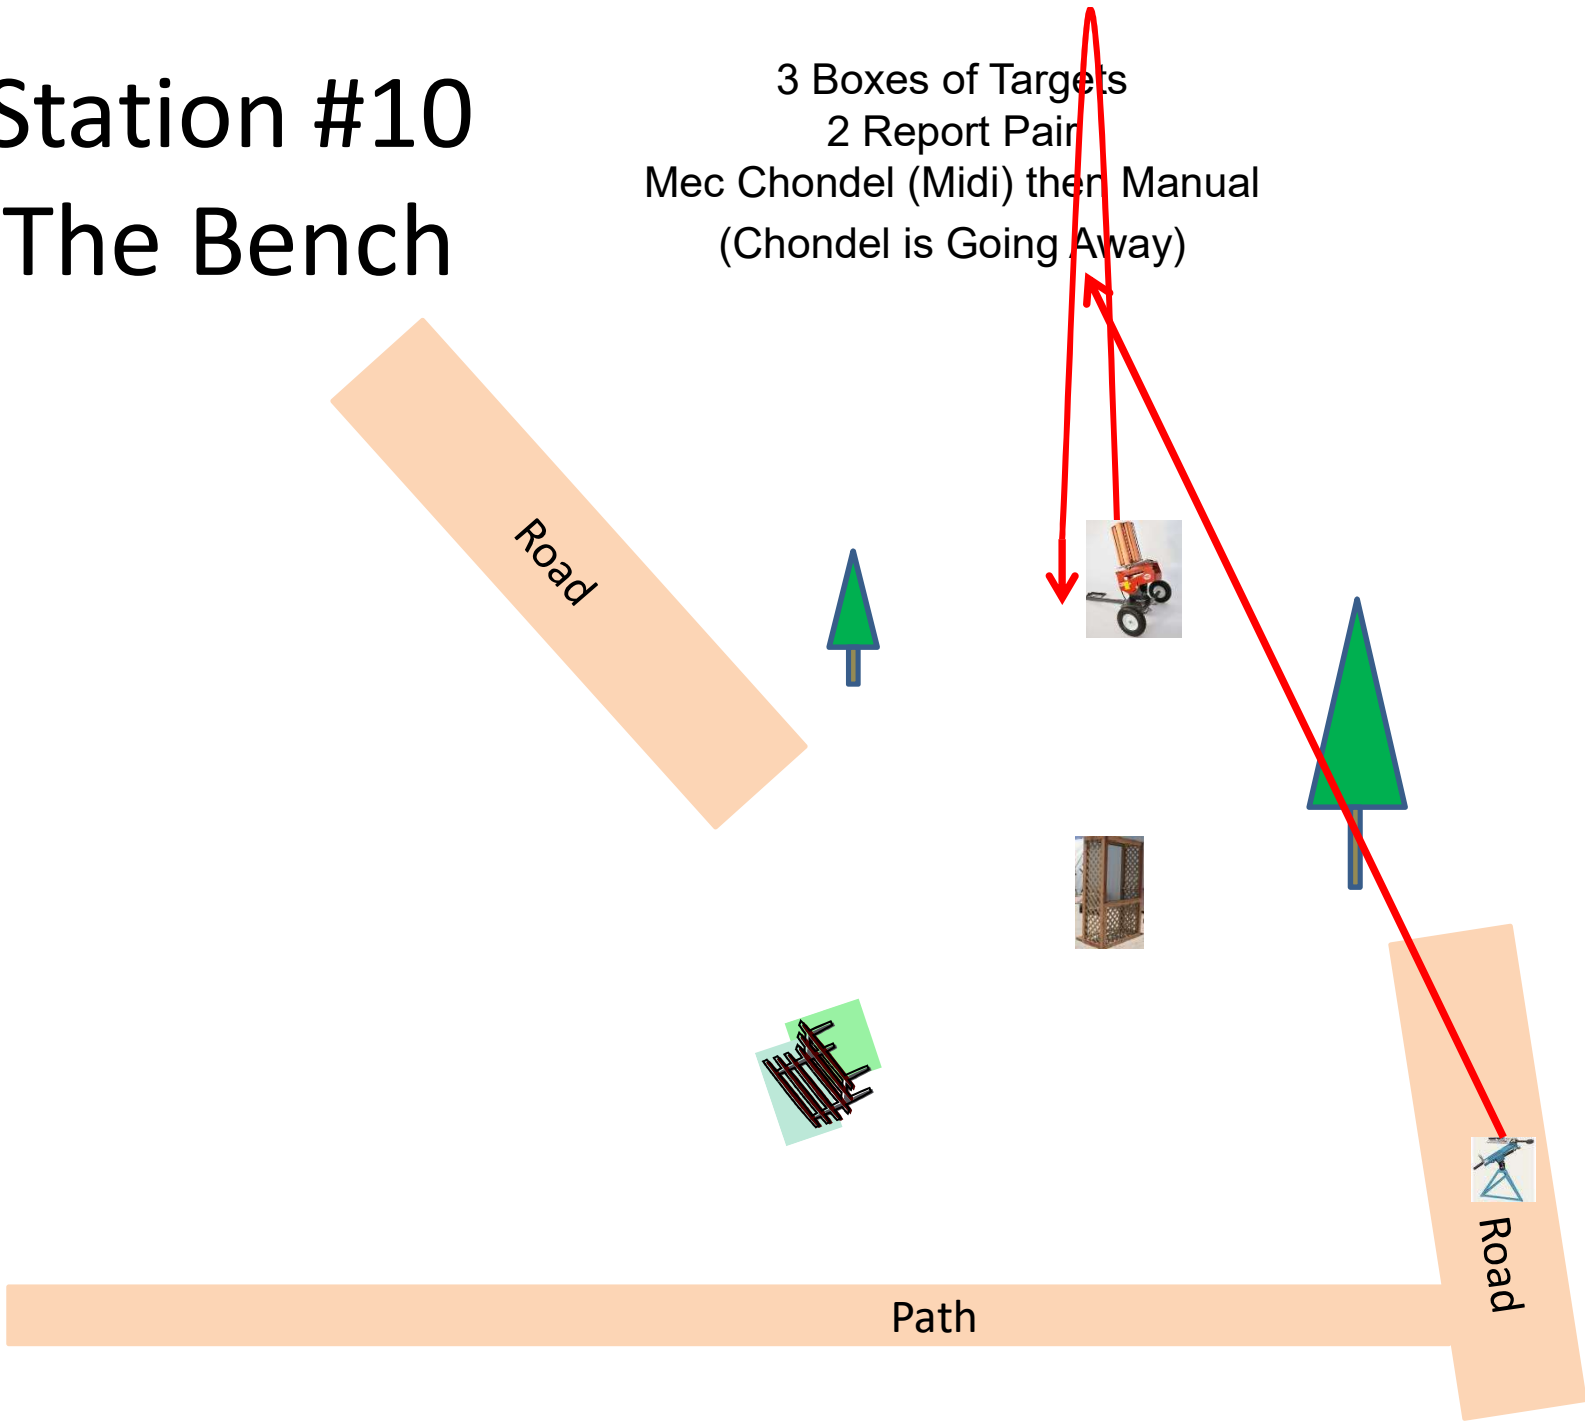 Station #10
The Bench
3 Boxes of Targets
2 Report Pair
Mec Chondel (Midi) then Manual
(Chondel is Going Away)
Road
Road
Path